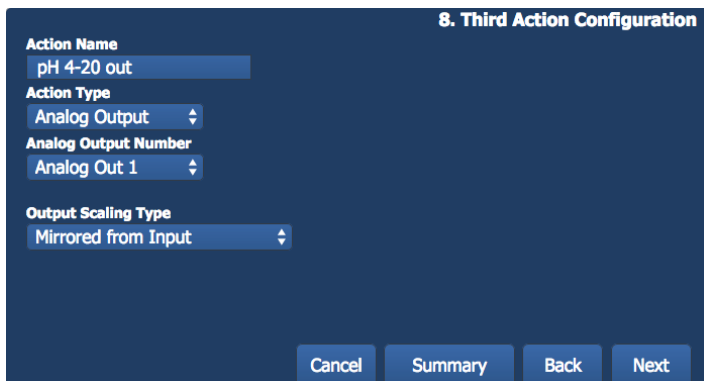 8. Third Action Configuration
Action Name
pH 4-20 out
Action Type
Analog Output
Analog Output Number
Analog Out 1
Output Scaling Type
Mirrored from Input
Cancel Summary Back Next